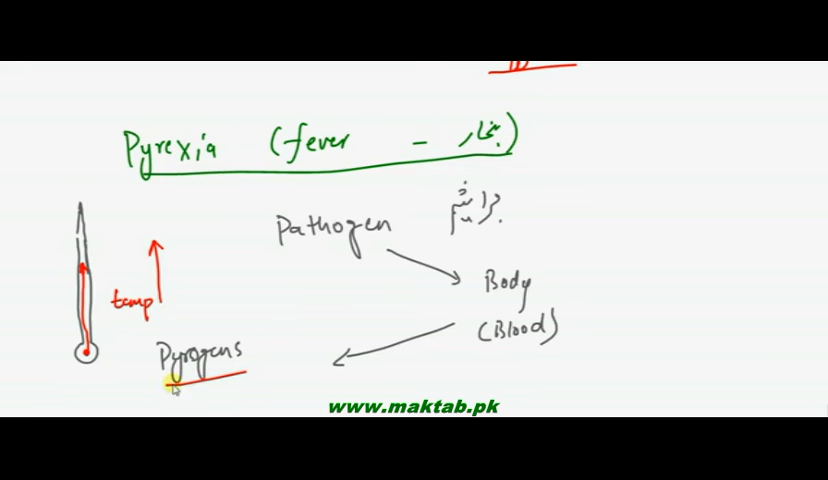 Pyrexia (fever - بخار)
Pathogen جراثیم
Body
temp
(Blood)
Pyrogens
www.maktab.pk